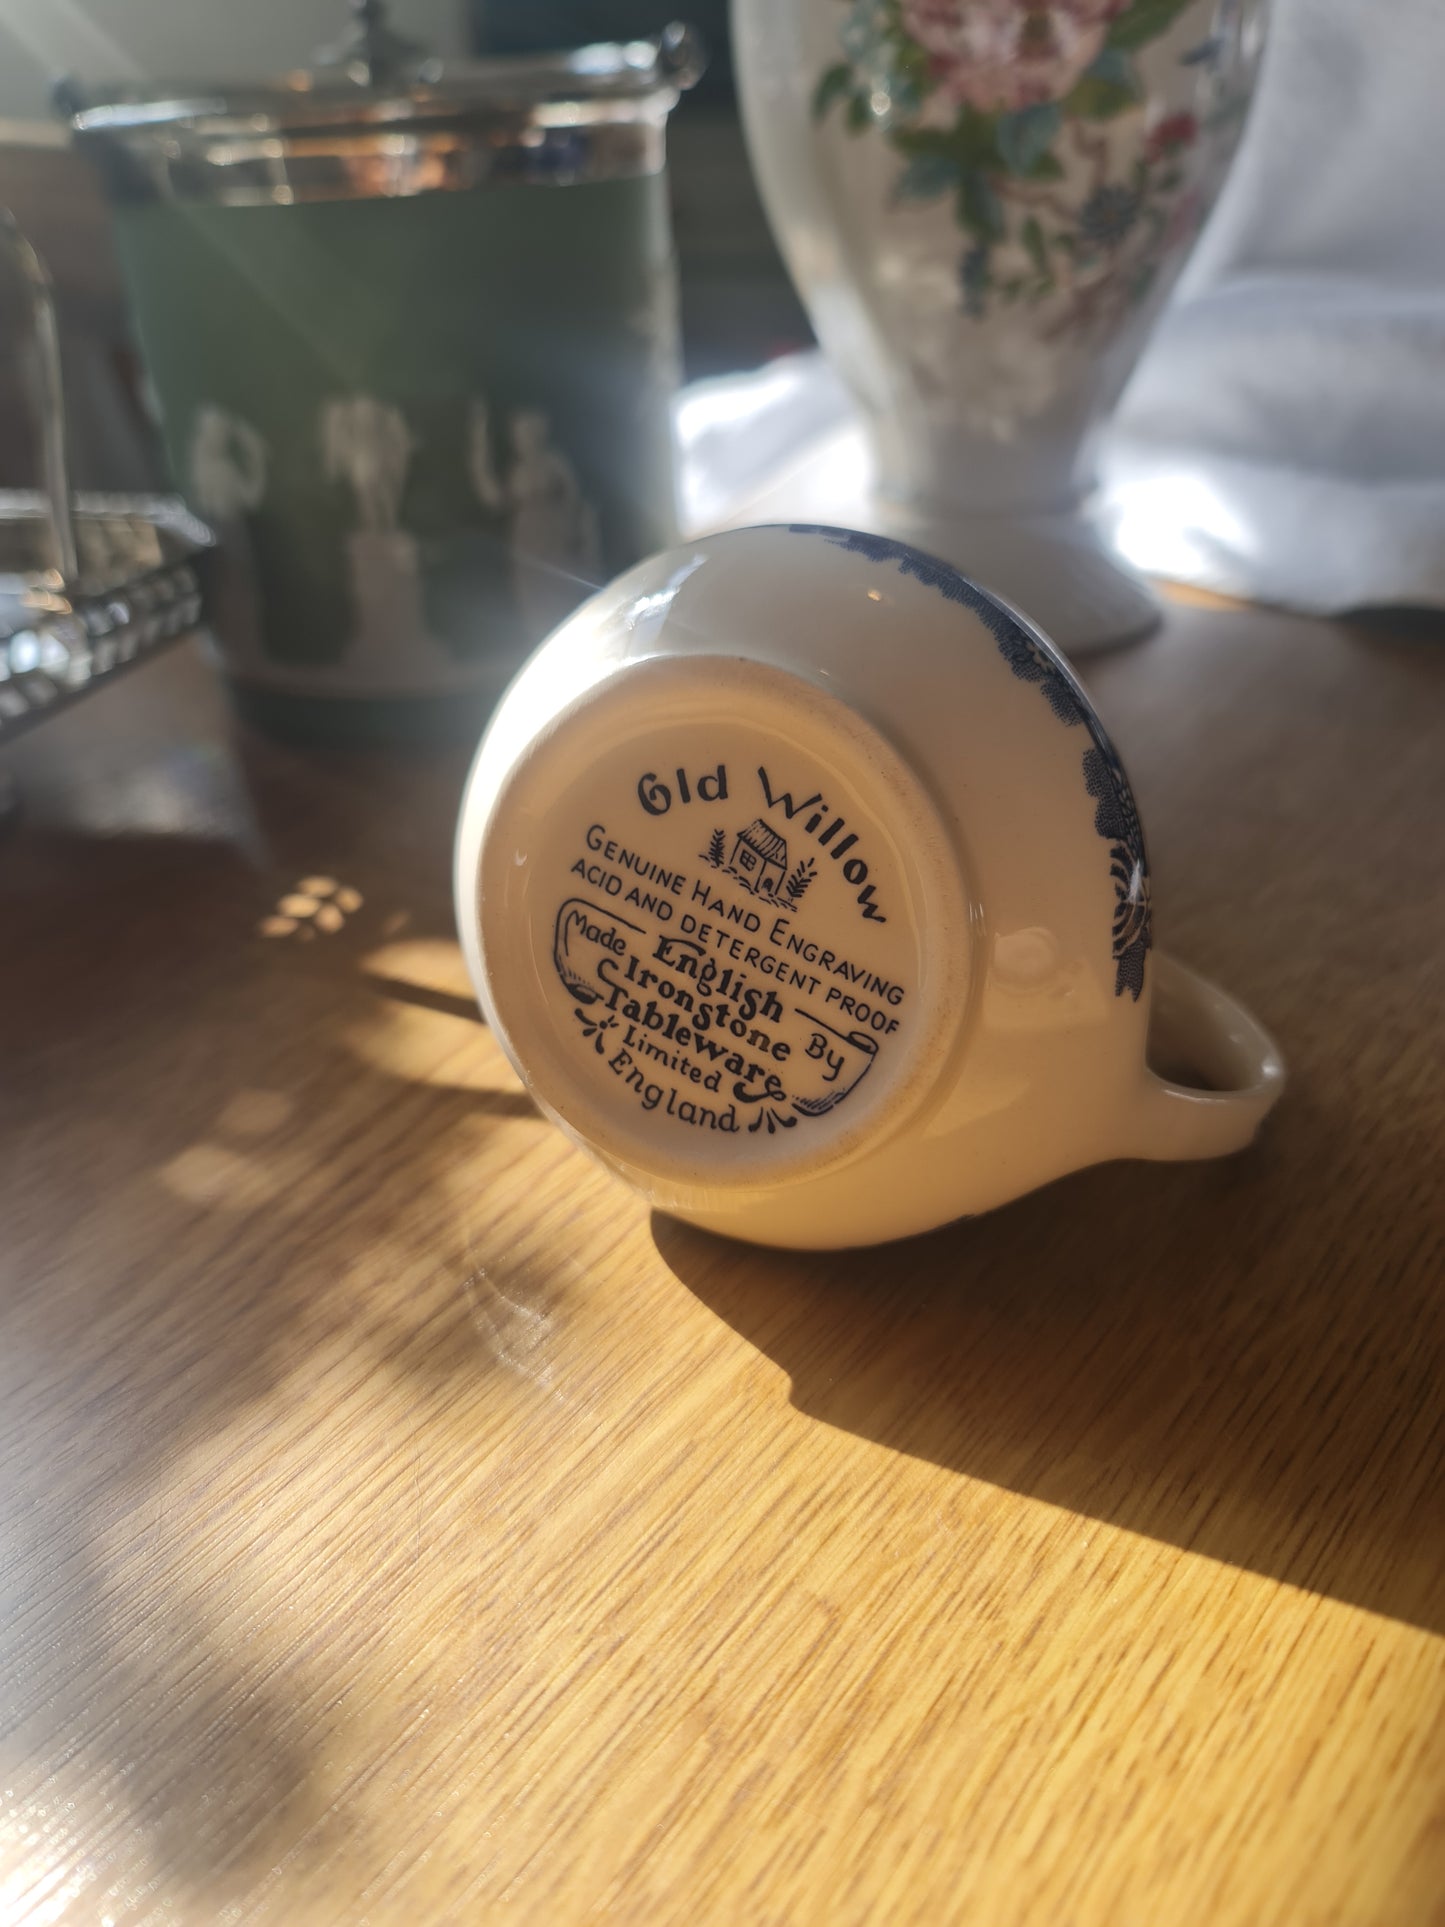 Old Willow
GENUINE HAND ENGRAVING
ACID AND DETERGENT PROOF
Made English By
Ironstone
Tableware
Limited
England